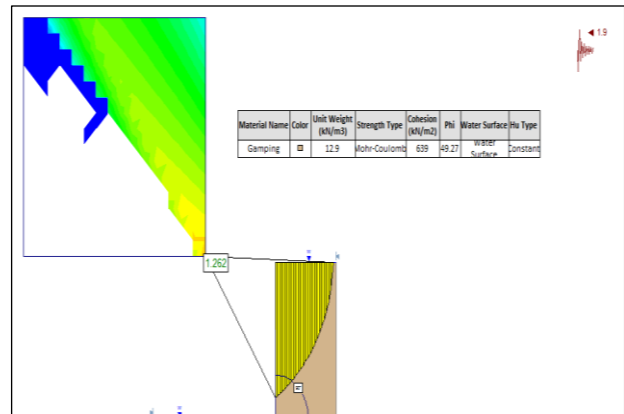 ◄ 1.9
Material Name Color Unit Weight (kN/m3) Strength Type Cohesion (kN/m2) Phi Water Surface Hu Type
Gamping 12.9 Mohr-Coulomb 639 49.27 Water Surface Constant
1.262